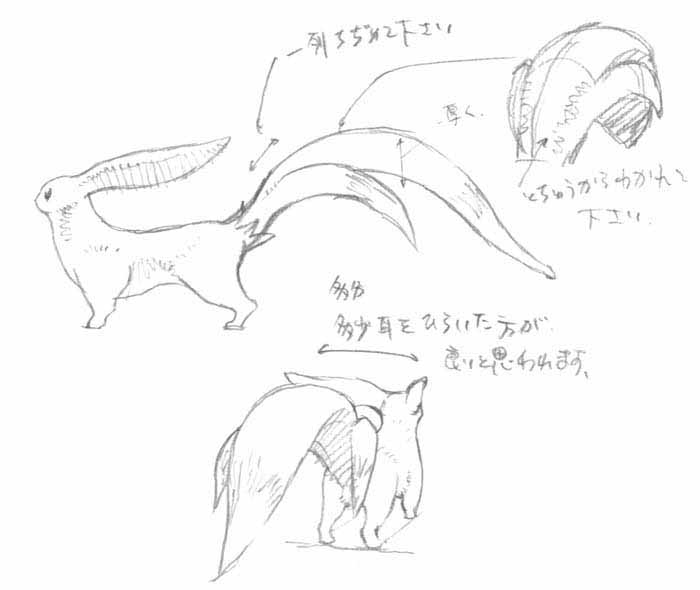 一列ちぢめて下さい
厚く.
とちゅうからわかれて
下さい.
多分
多少耳をひらいた方が.
良いと思われます.